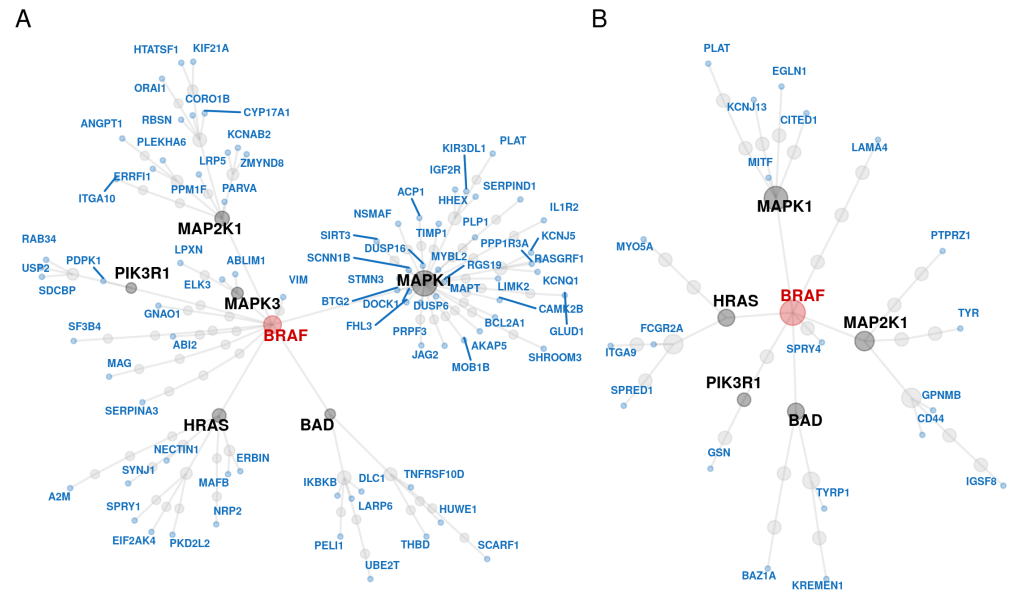 A
B
HTATSF1
KIF21A
ORAI1
CORO1B
CYP17A1
RBSN
ANGPT1
PLEKHA6
KCNAB2
LRP5
ZMYND8
ERRFI1
PPM1F
PARVA
ITGA10
MAP2K1
RAB34
USP2
PDPK1
SDCBP
PIK3R1
LPXN
ABLIM1
ELK3
VIM
MAPK3
GNAO1
BRAF
SF3B4
ABI2
MAG
SERPINA3
KIR3DL1
PLAT
IGF2R
SERPIND1
ACP1
HHEX
NSMAF
IL1R2
PLP1
TIMP1
SIRT3
KCNJ5
PPP1R3A
DUSP16
RASGRF1
SCNN1B
MYBL2
RGS19
STMN3
MAPK1
KCNQ1
MAPT
LIMK2
BTG2
DOCK1
DUSP6
CAMK2B
FHL3
BCL2A1
GLUD1
PRPF3
AKAP5
JAG2
MOB1B
SHROOM3
HRAS
BAD
NECTIN1
ERBIN
SYNJ1
MAFB
A2M
SPRY1
NRP2
EIF2AK4
PKD2L2
IKBKB
DLC1
TNFRSF10D
LARP6
HUWE1
PELI1
THBD
SCARF1
UBE2T
PLAT
EGLN1
KCNJ13
CITED1
MITF
LAMA4
MAPK1
MYO5A
PTPRZ1
HRAS
BRAF
MAP2K1
TYR
FCGR2A
SPRY4
ITGA9
SPRED1
PIK3R1
BAD
GPNMB
CD44
GSN
IGSF8
TYRP1
BAZ1A
KREMEN1